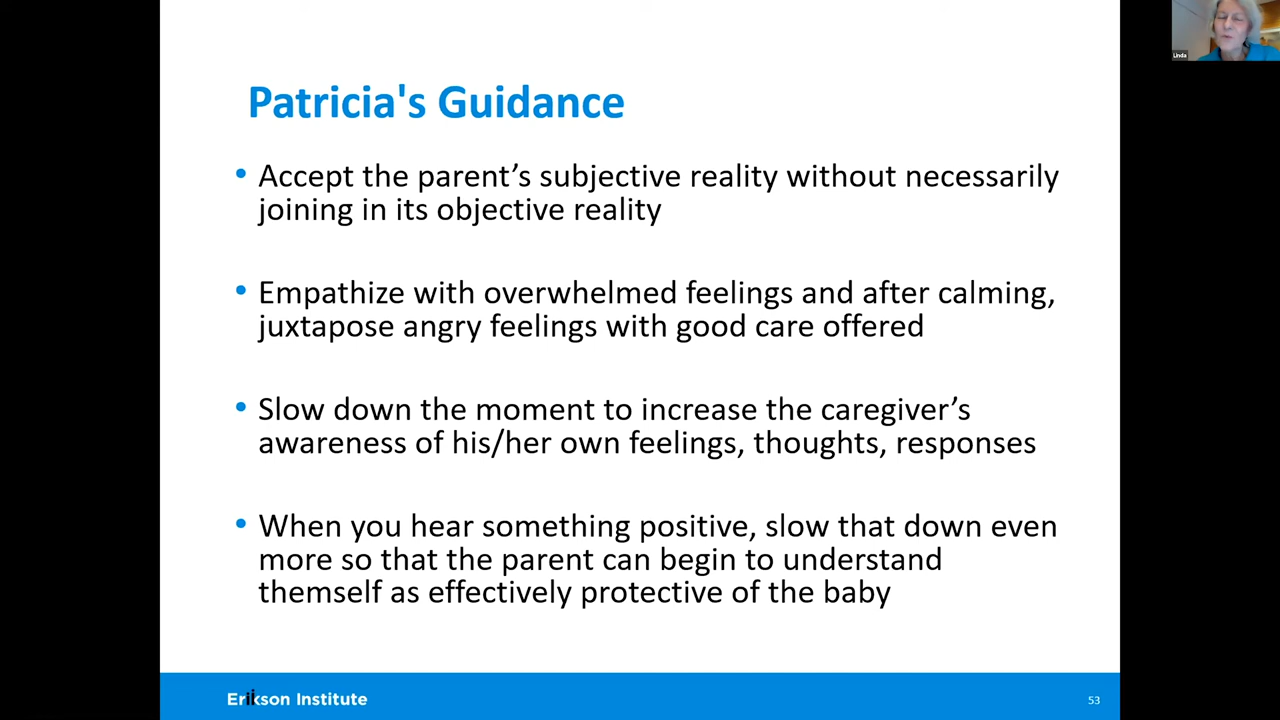 Linda
Patricia's Guidance
• Accept the parent’s subjective reality without necessarily
joining in its objective reality
• Empathize with overwhelmed feelings and after calming,
juxtapose angry feelings with good care offered
• Slow down the moment to increase the caregiver’s
awareness of his/her own feelings, thoughts, responses
• When you hear something positive, slow that down even
more so that the parent can begin to understand
themself as effectively protective of the baby
Erikson Institute
53